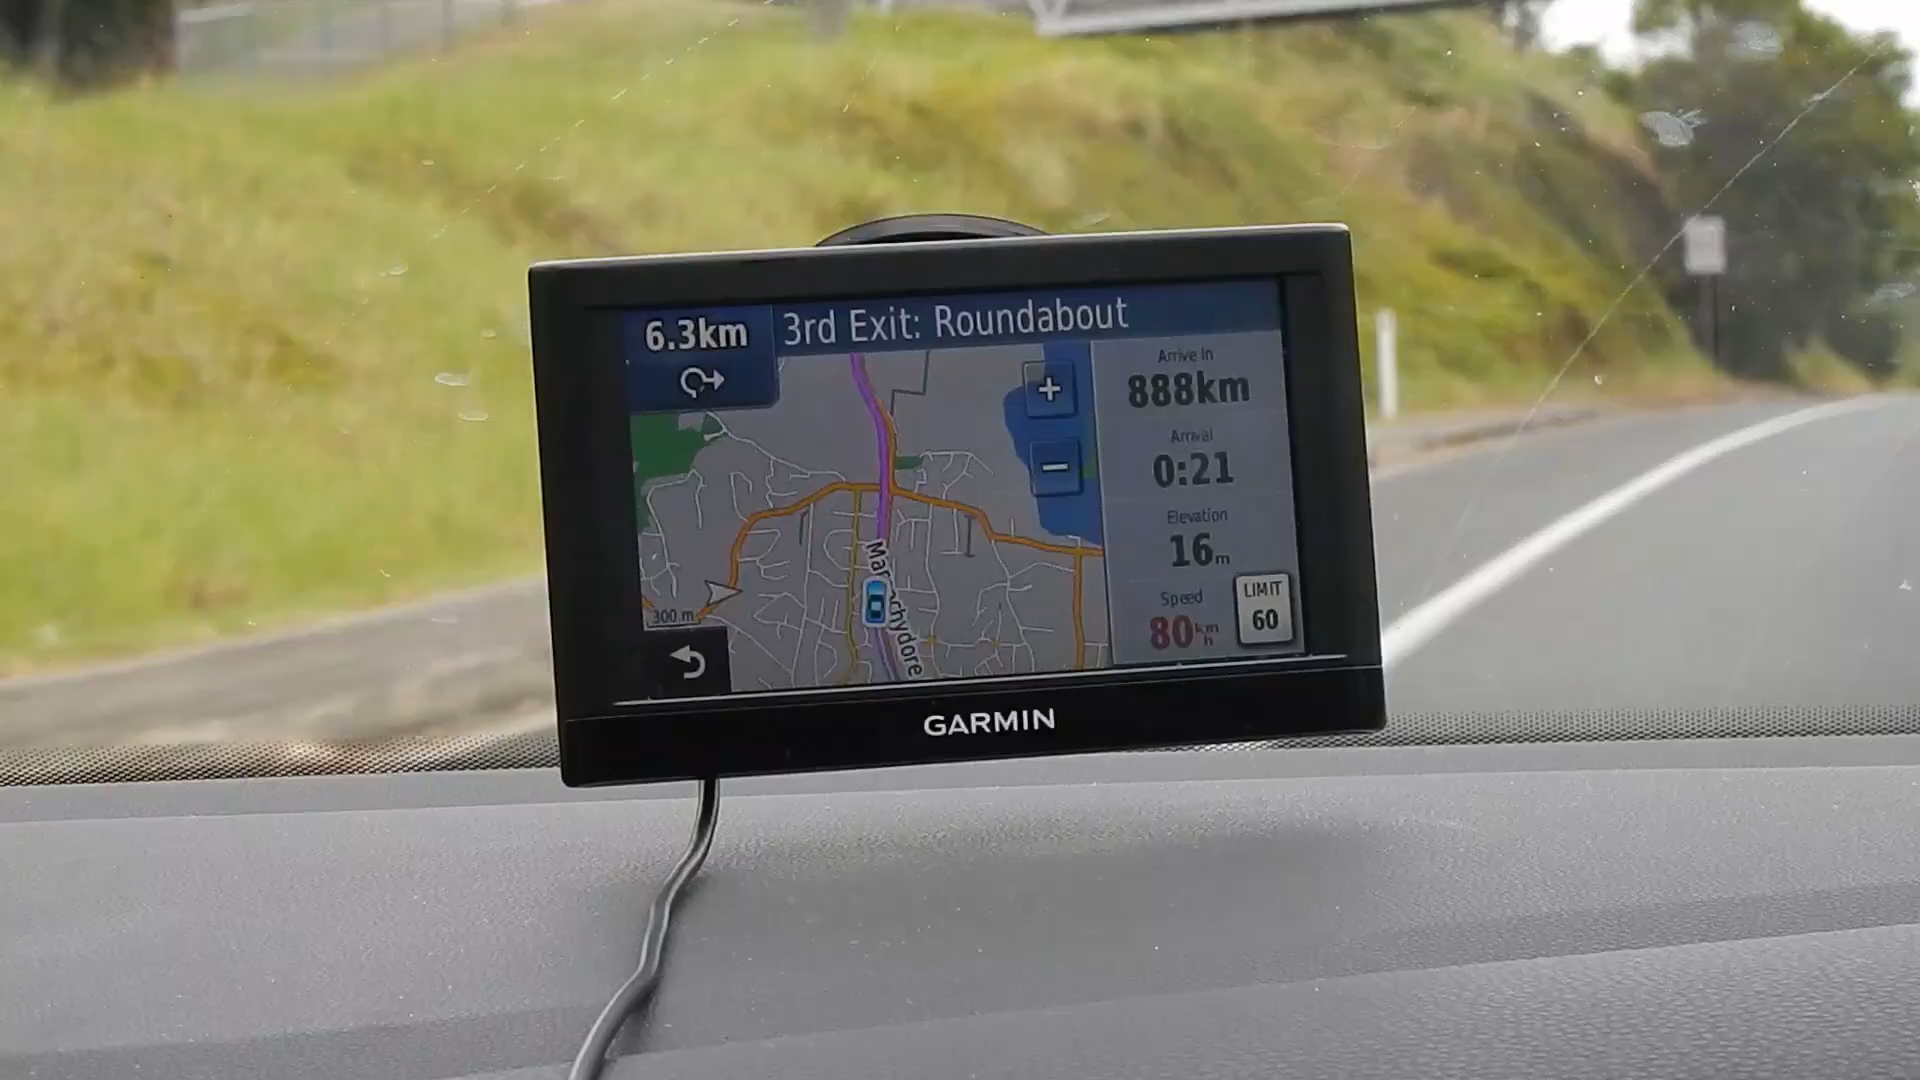 6.3km
3rd Exit: Roundabout
Arrive In
888km
Arrival
0:21
Elevation
16m
Speed
80km/h
LIMIT
60
300 m
GARMIN